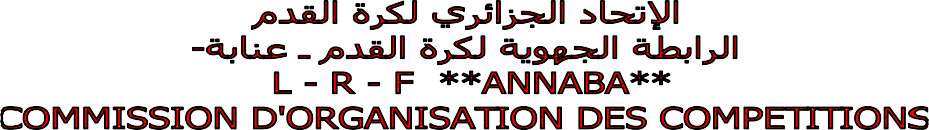 الإتحاد الجزائري لكرة القدم
الرابطة الجهوية لكرة القدم ـ عنابة-
L - R - F **ANNABA**
COMMISSION D'ORGANISATION DES COMPETITIONS